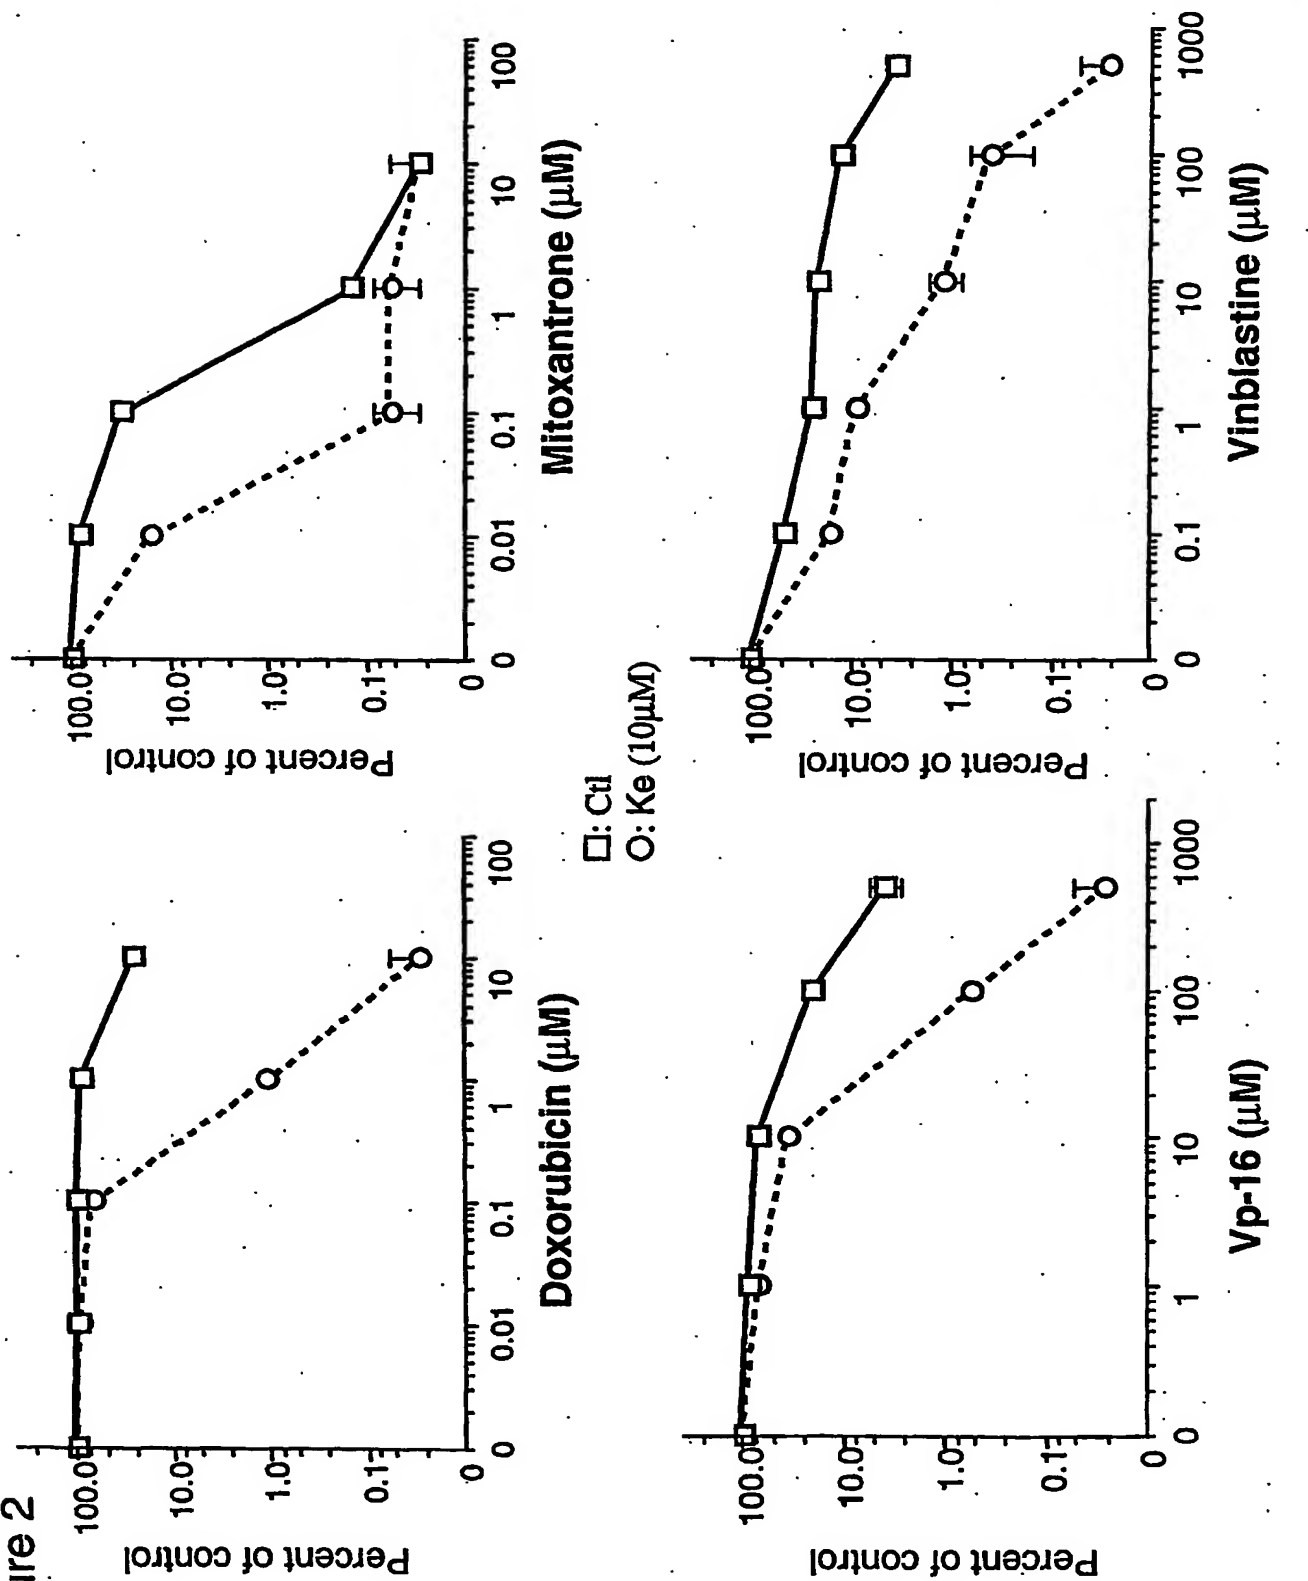 ure 2
Percent of control
100.0
10.0
1.0
0.1
0
0 0.01 0.1 1 10 100
Doxorubicin (μM)
Percent of control
100.0
10.0
1.0
0.1
0
0 0.01 0.1 1 10 100
Mitoxantrone (μM)
□: Ctl
○: Ke (10μM)
Percent of control
100.0
10.0
1.0
0.1
0
0 1 10 100 1000
Vp-16 (μM)
Percent of control
100.0
10.0
1.0
0.1
0
0 0.1 1 10 100 1000
Vinblastine (μM)